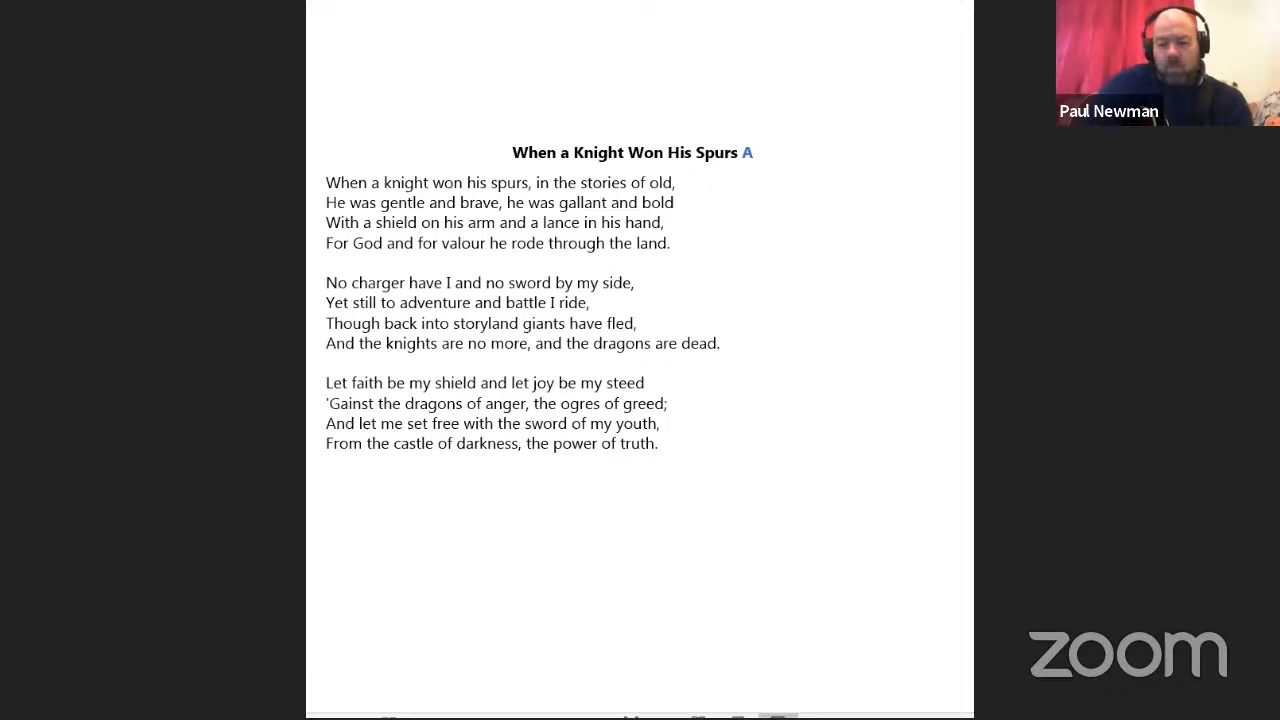 Paul Newman
When a Knight Won His Spurs A
When a knight won his spurs, in the stories of old,
He was gentle and brave, he was gallant and bold
With a shield on his arm and a lance in his hand,
For God and for valour he rode through the land.
No charger have I and no sword by my side,
Yet still to adventure and battle I ride,
Though back into storyland giants have fled,
And the knights are no more, and the dragons are dead.
Let faith be my shield and let joy be my steed
'Gainst the dragons of anger, the ogres of greed;
And let me set free with the sword of my youth,
From the castle of darkness, the power of truth.
zoom